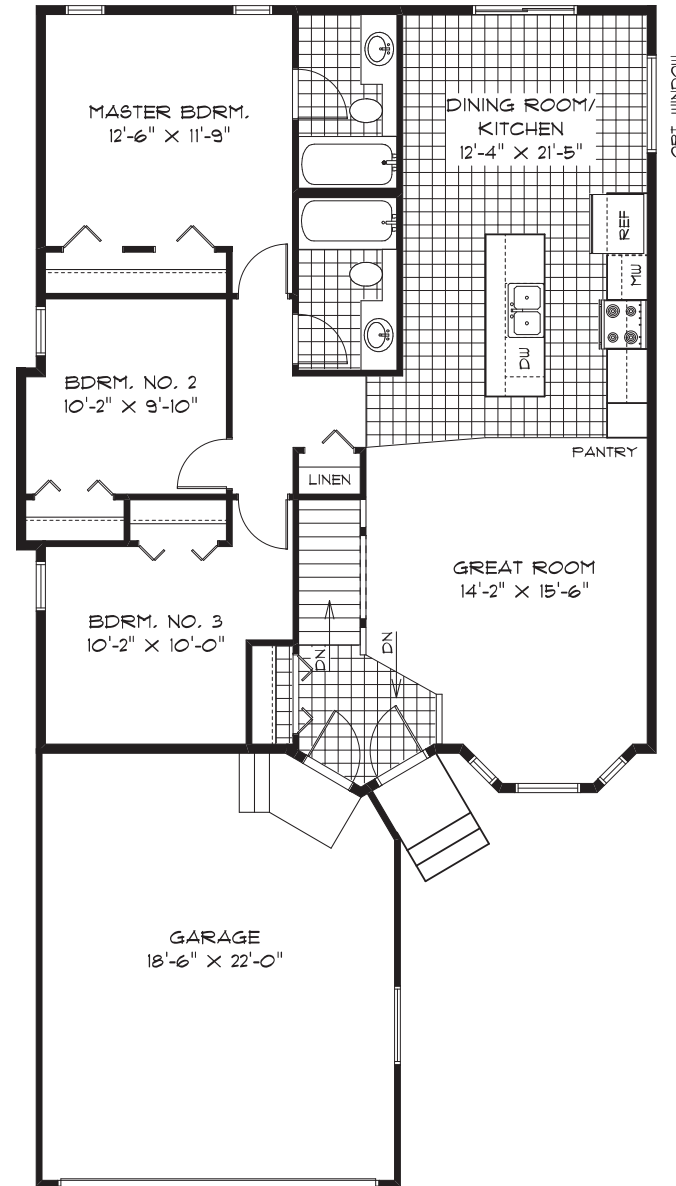 MASTER BDRM.
12'-6" X 11'-9"
DINING ROOM/
KITCHEN
12'-4" X 21'-5"
OPT. WINDOW
REF
MW
DW
BDRM. NO. 2
10'-2" X 9'-10"
PANTRY
LINEN
GREAT ROOM
14'-2" X 15'-6"
BDRM. NO. 3
10'-2" X 10'-0"
DN
DN
GARAGE
18'-6" X 22'-0"